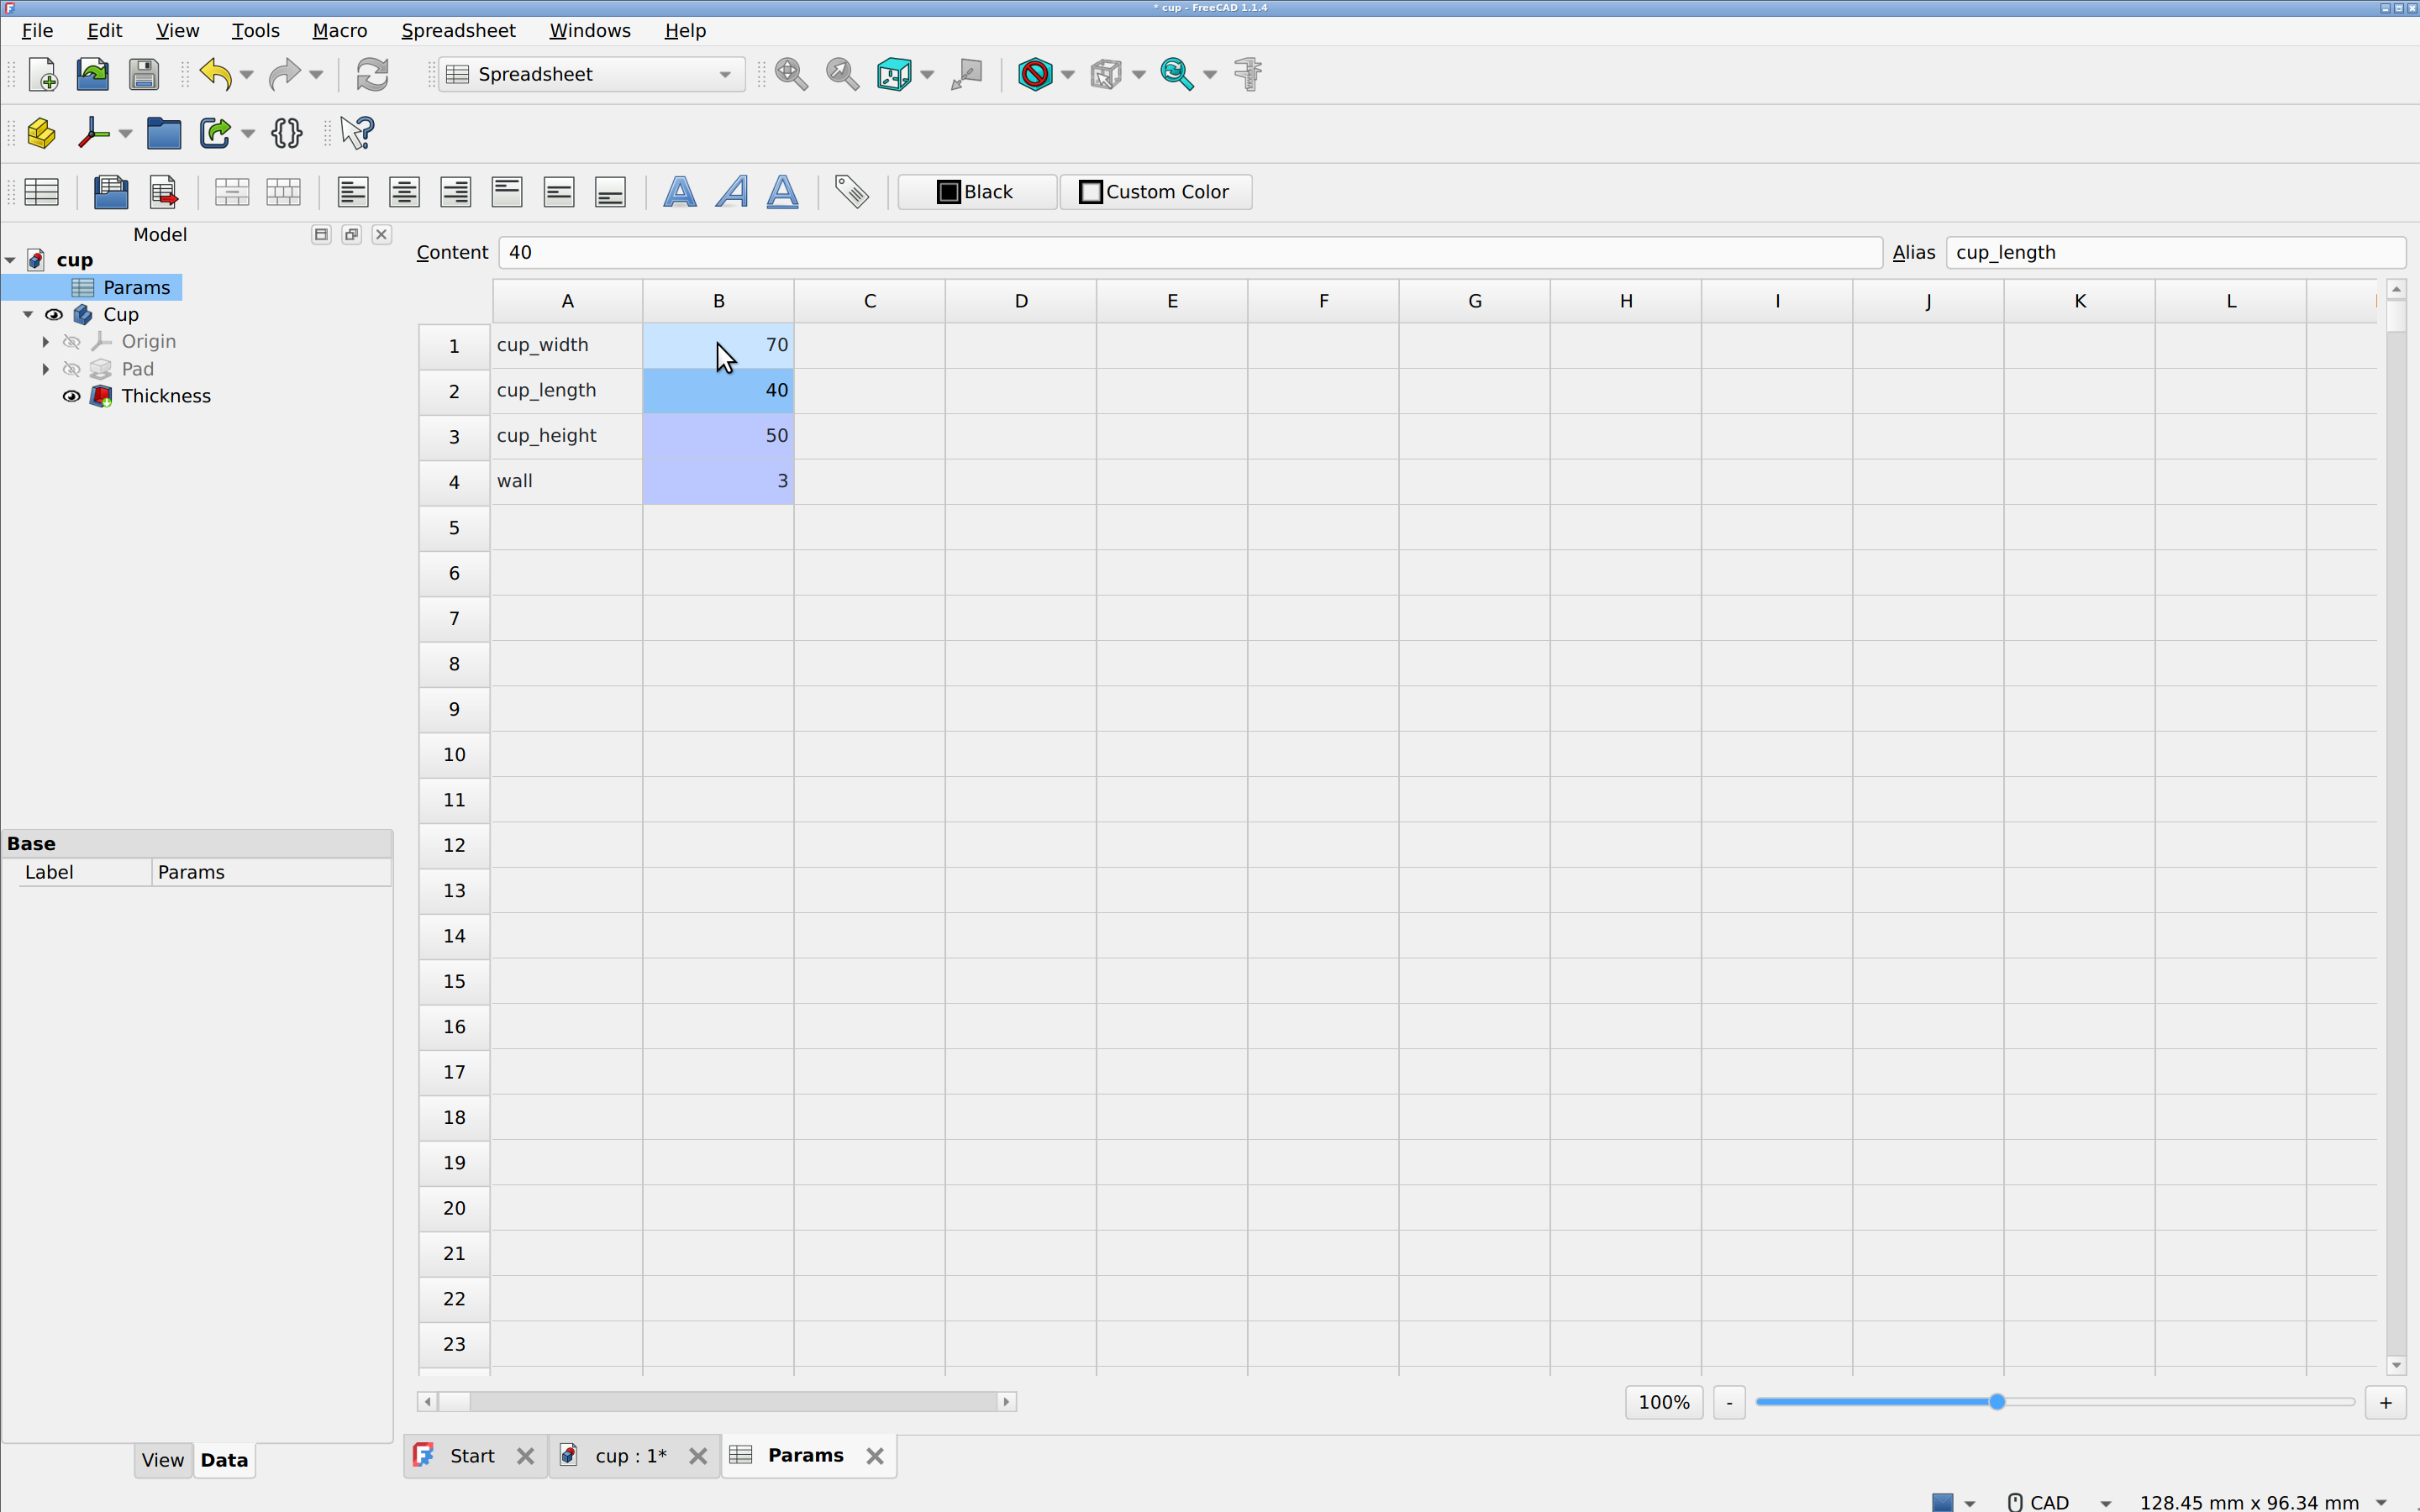 * cup - FreeCAD 1.1.4
File Edit View Tools Macro Spreadsheet Windows Help
Spreadsheet
Black Custom Color
Model
cup
Params
Cup
Origin
Pad
Thickness
Base
Label Params
View Data
Content 40 Alias cup_length
A B C D E F G H I J K L
1 cup_width 70
2 cup_length 40
3 cup_height 50
4 wall 3
5
6
7
8
9
10
11
12
13
14
15
16
17
18
19
20
21
22
23
100% - +
Start cup : 1* Params
CAD 128.45 mm x 96.34 mm